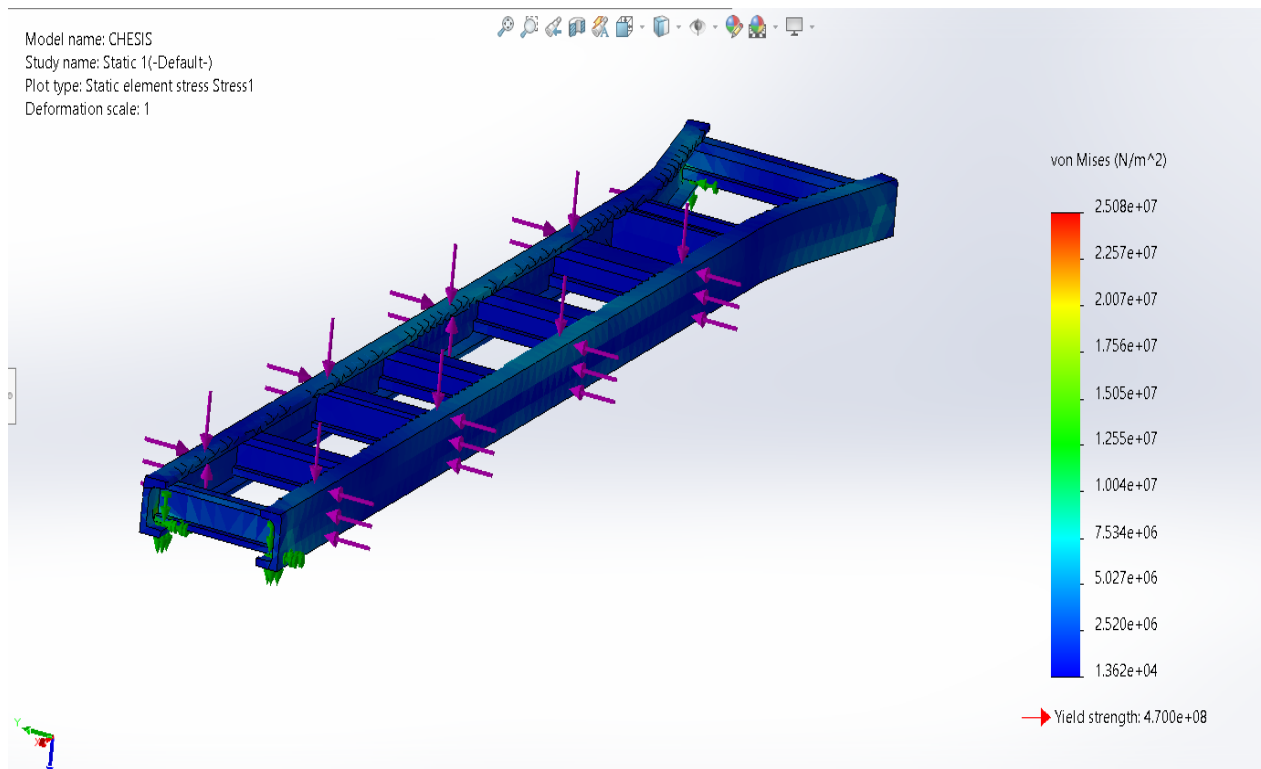 Model name: CHESIS
Study name: Static 1(-Default-)
Plot type: Static element stress Stress1
Deformation scale: 1
von Mises (N/m^2)
2.508e+07
2.257e+07
2.007e+07
1.756e+07
1.505e+07
1.255e+07
1.004e+07
7.534e+06
5.027e+06
2.520e+06
1.362e+04
Yield strength: 4.700e+08
Y
X